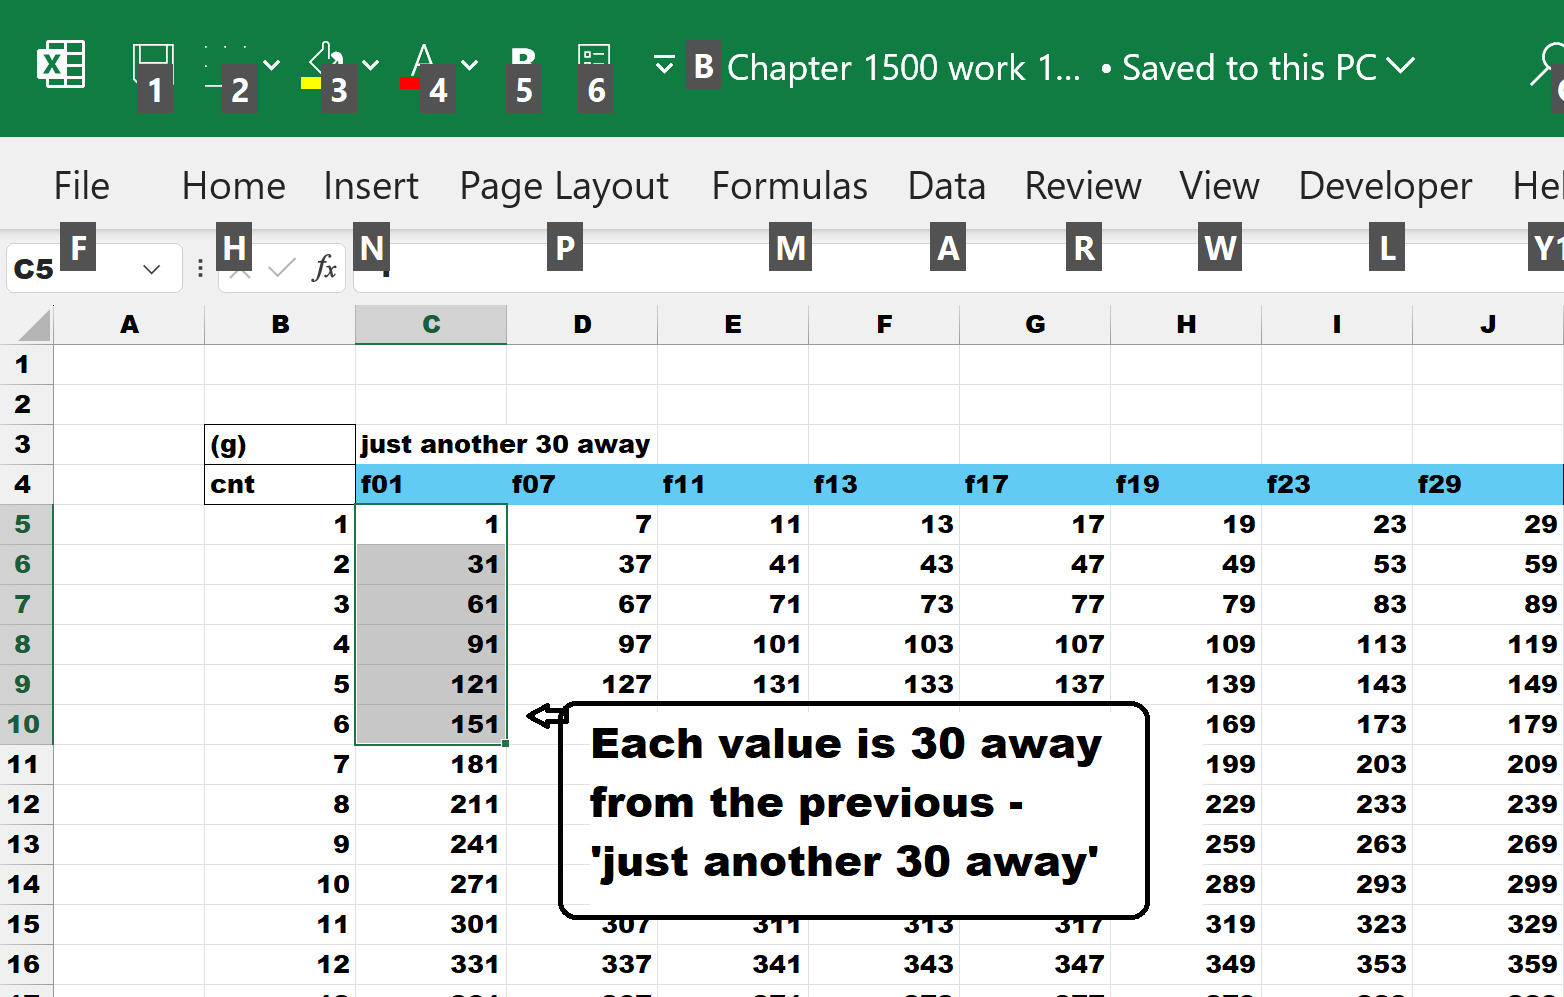 1 2 3 4 5 6 B Chapter 1500 work 1... • Saved to this PC
File Home Insert Page Layout Formulas Data Review View Developer
F H N P M A R W L Y1
C5 fx
A B C D E F G H I J
1
2
3 (g) just another 30 away
4 cnt f01 f07 f11 f13 f17 f19 f23 f29
5 1 1 7 11 13 17 19 23 29
6 2 31 37 41 43 47 49 53 59
7 3 61 67 71 73 77 79 83 89
8 4 91 97 101 103 107 109 113 119
9 5 121 127 131 133 137 139 143 149
10 6 151 169 173 179
Each value is 30 away
from the previous -
'just another 30 away'
11 7 181 199 203 209
12 8 211 229 233 239
13 9 241 259 263 269
14 10 271 289 293 299
15 11 301 307 311 313 317 319 323 329
16 12 331 337 341 343 347 349 353 359